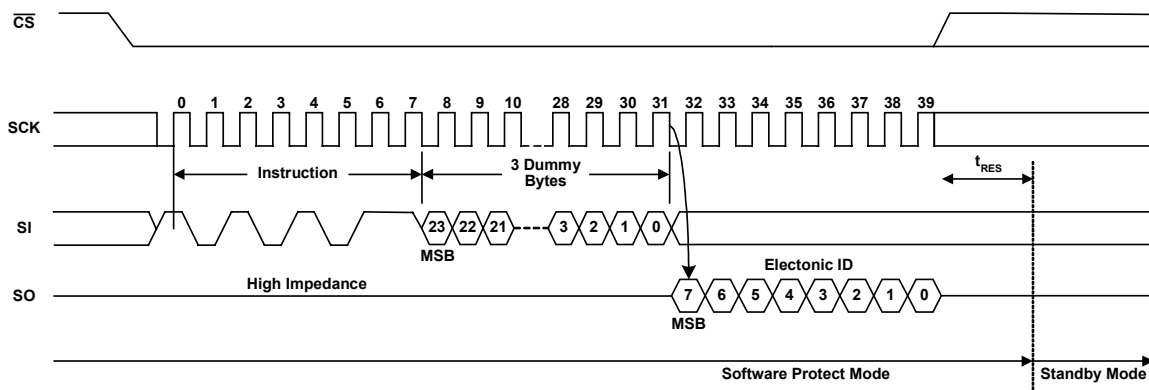 CS
0 1 2 3 4 5 6 7 8 9 10 28 29 30 31 32 33 34 35 36 37 38 39
SCK
Instruction
3 Dummy
Bytes
tRES
SI
23 22 21 3 2 1 0
MSB
Electonic ID
High Impedance
SO
7 6 5 4 3 2 1 0
MSB
Software Protect Mode
Standby Mode